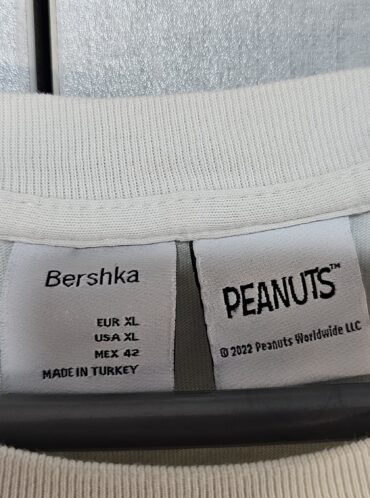 Bershka
EUR XL
USA XL
MEX 42
MADE IN TURKEY
PEANUTS™
© 2022 Peanuts Worldwide LLC